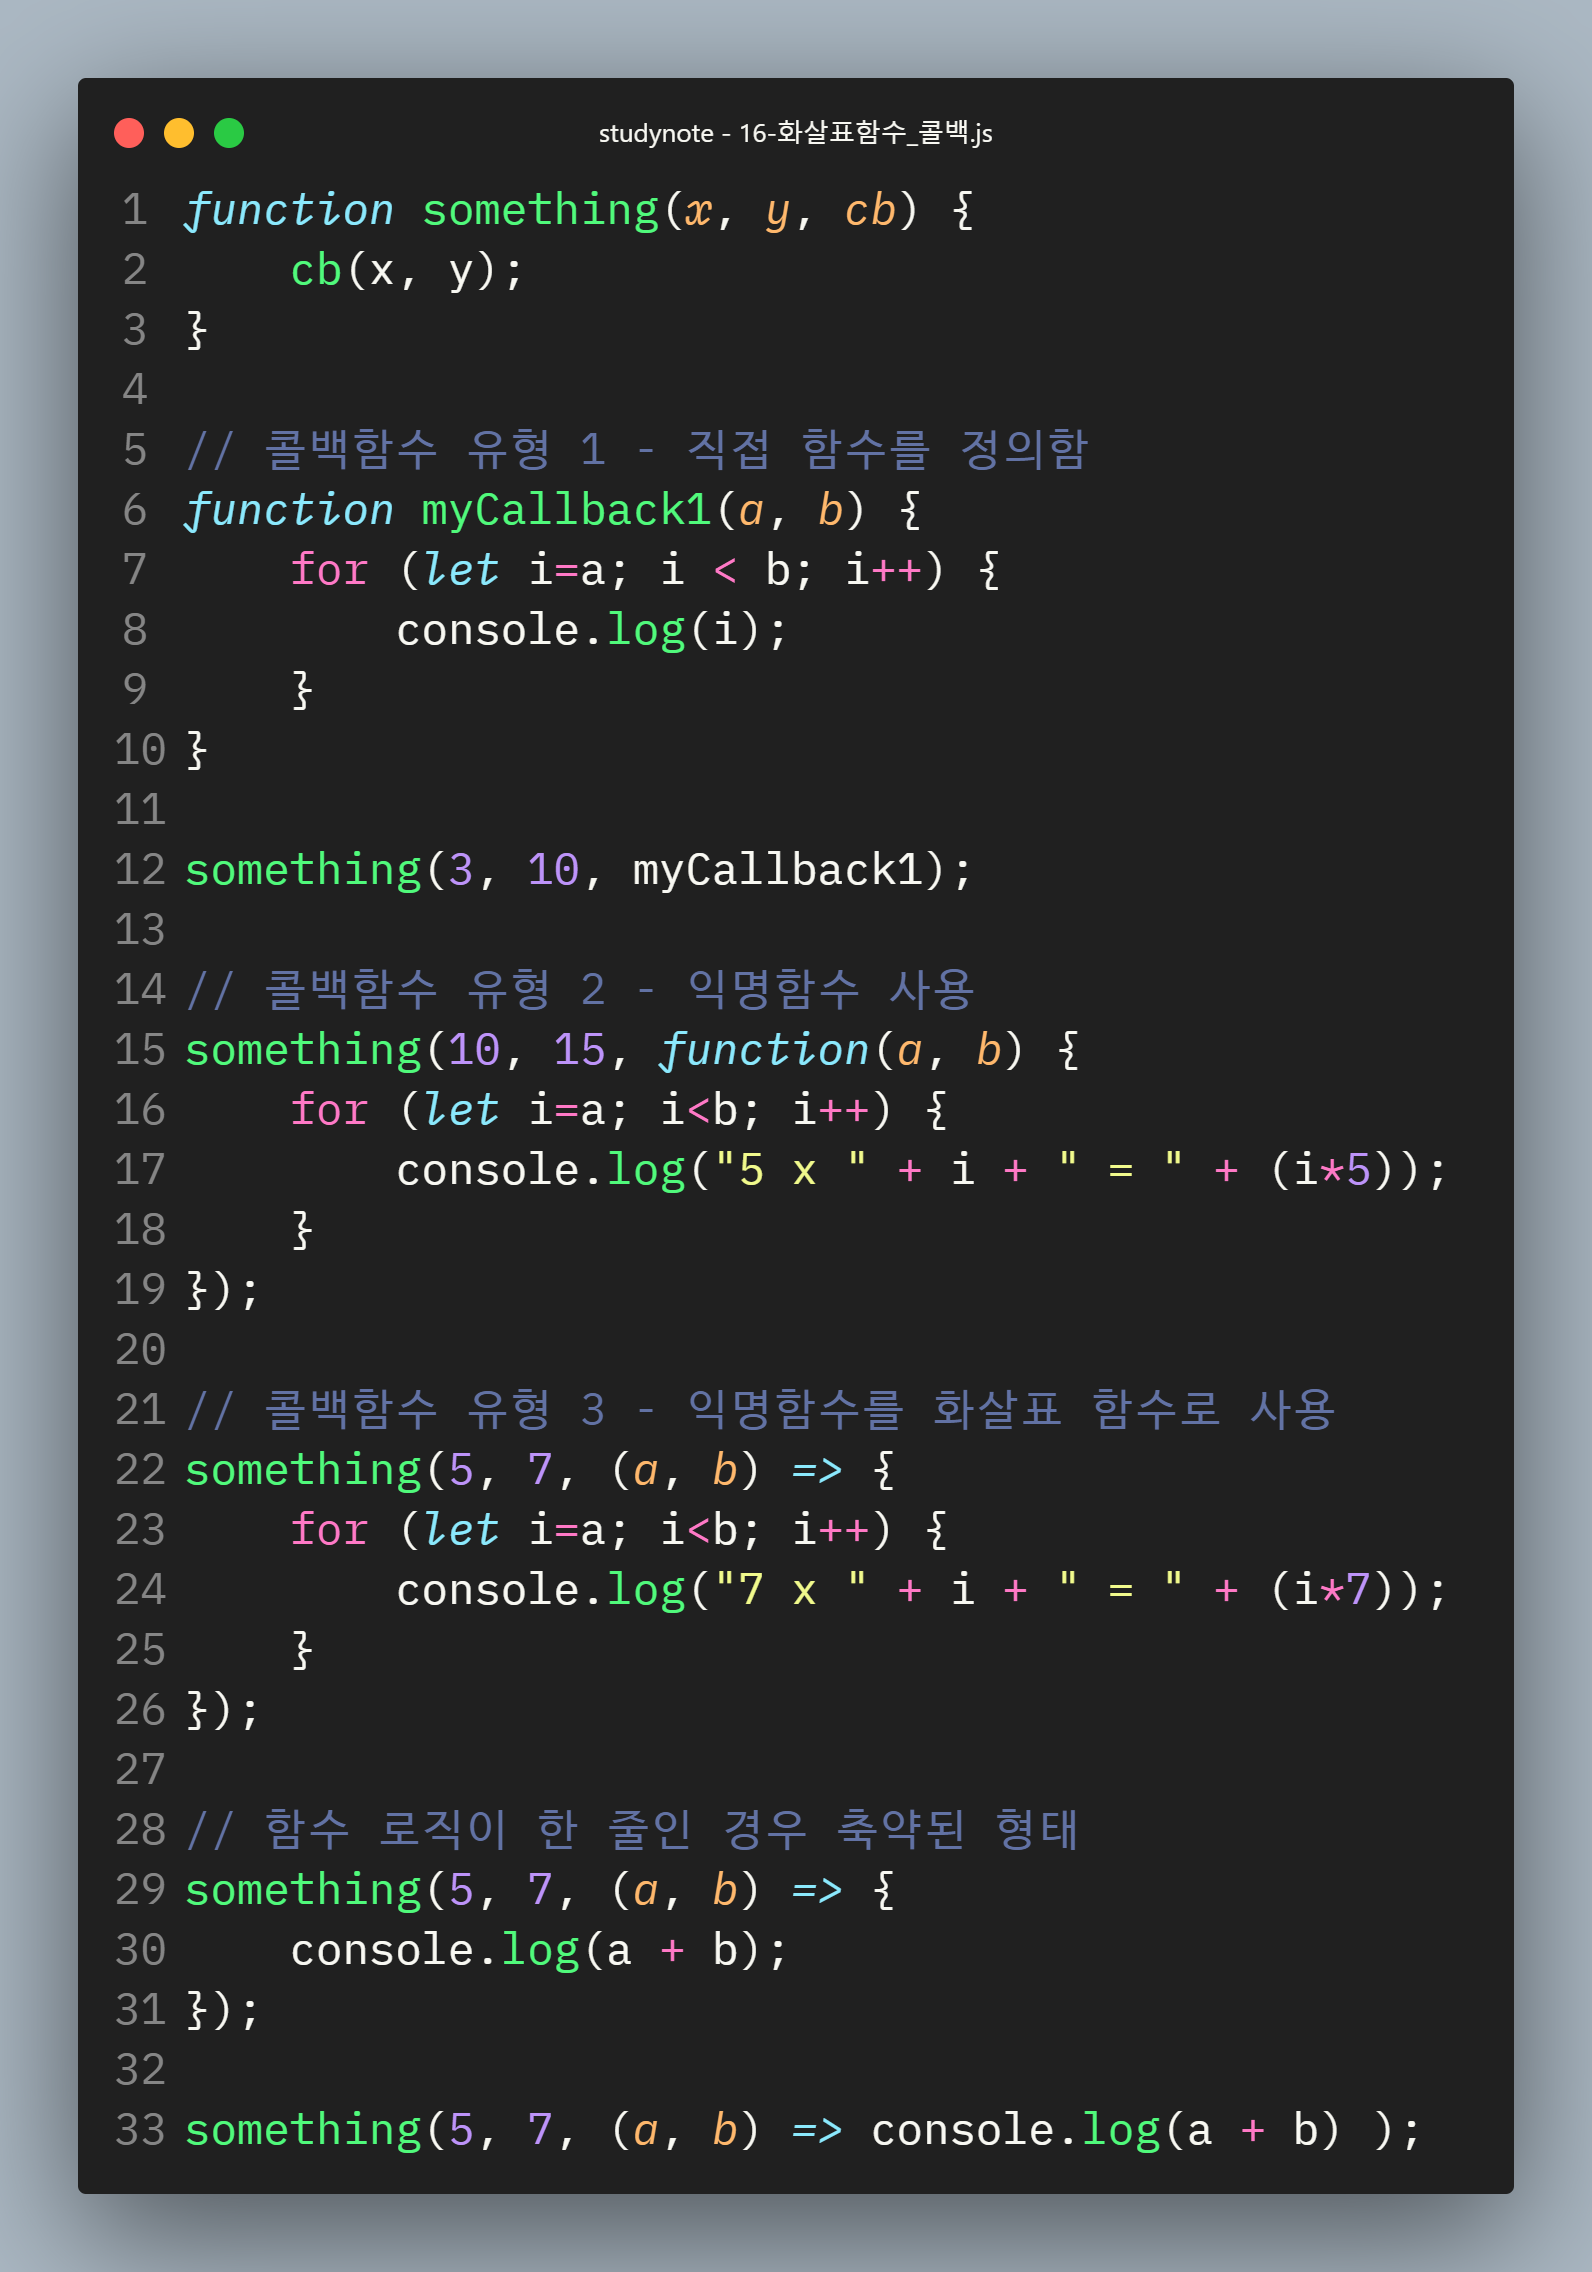 studynote - 16-화살표함수_콜백.js
1 function something(x, y, cb) {
2     cb(x, y);
3 }
4
5 // 콜백함수 유형 1 - 직접 함수를 정의함
6 function myCallback1(a, b) {
7     for (let i=a; i < b; i++) {
8         console.log(i);
9     }
10 }
11
12 something(3, 10, myCallback1);
13
14 // 콜백함수 유형 2 - 익명함수 사용
15 something(10, 15, function(a, b) {
16     for (let i=a; i<b; i++) {
17         console.log("5 x " + i + " = " + (i*5));
18     }
19 });
20
21 // 콜백함수 유형 3 - 익명함수를 화살표 함수로 사용
22 something(5, 7, (a, b) => {
23     for (let i=a; i<b; i++) {
24         console.log("7 x " + i + " = " + (i*7));
25     }
26 });
27
28 // 함수 로직이 한 줄인 경우 축약된 형태
29 something(5, 7, (a, b) => {
30     console.log(a + b);
31 });
32
33 something(5, 7, (a, b) => console.log(a + b) );